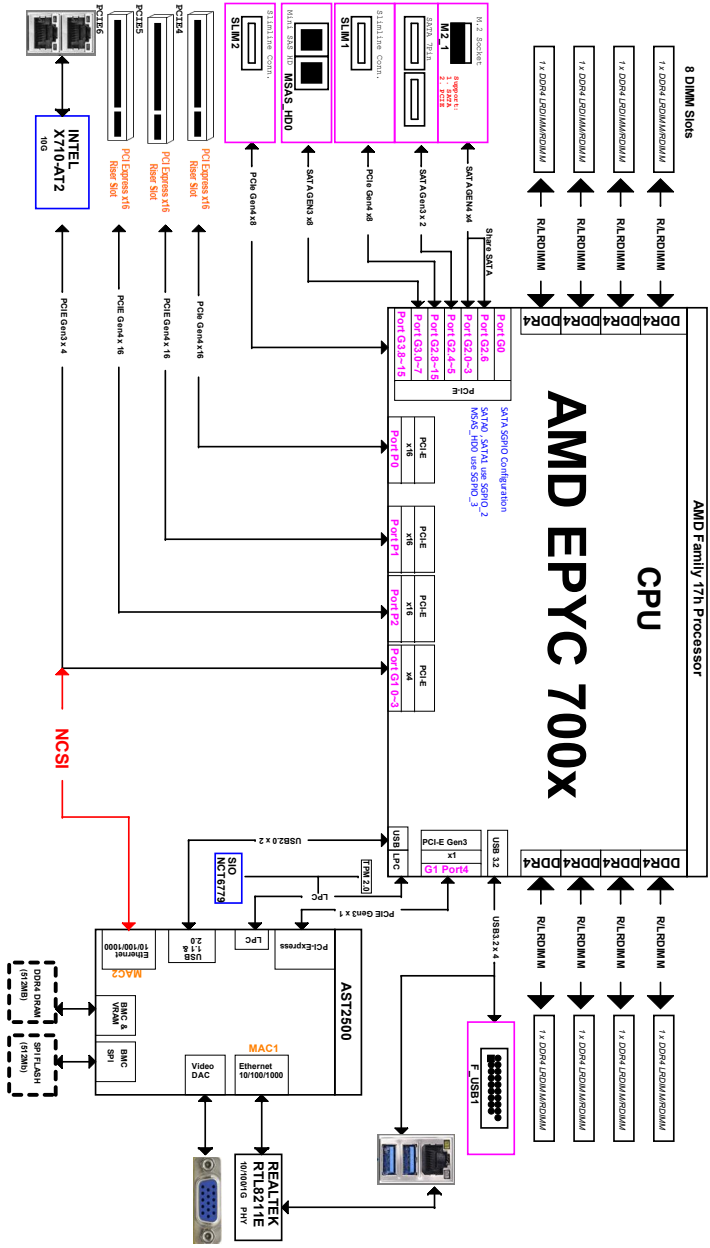 8 DIMM Slots
1 x DDR4 LRDIMM/RDIMM
1 x DDR4 LRDIMM/RDIMM
1 x DDR4 LRDIMM/RDIMM
1 x DDR4 LRDIMM/RDIMM
R/LRDIMM
R/LRDIMM
R/LRDIMM
R/LRDIMM
DDR4
DDR4
DDR4
DDR4
AMD Family 17h Processor
CPU
AMD EPYC 700x
DDR4
DDR4
DDR4
DDR4
R/LRDIMM
R/LRDIMM
R/LRDIMM
R/LRDIMM
1 x DDR4 LRDIMM/RDIMM
1 x DDR4 LRDIMM/RDIMM
1 x DDR4 LRDIMM/RDIMM
1 x DDR4 LRDIMM/RDIMM
M.2 Socket
M2_1
Support:
1. SATA
2. PCIE
SATA 7Pin
Slimline Conn.
SLIM1
Mini SAS HD
MSAS_HD0
Slimline Conn.
SLIM2
SATAGEN4 x4
Share SATA
SATAGen3 x 2
PCIe Gen4 x8
SATAGEN3 x8
PCIe Gen4 x8
Port G0
Port G2.6
Port G2.0~3
Port G2.4~5
Port G2.8~15
Port G3.0~7
Port G3.8~15
PCI-E
SATA SGPIO Configuration
SATA0 ,SATA1 use SGPIO_2
MSAS_HD0 use SGPIO_3
PCIE4
PCI Express x16
Riser Slot
PCIE5
PCI Express x16
Riser Slot
PCIE6
PCI Express x16
Riser Slot
INTEL
X710-AT2
10G
PCIe Gen4 x16
PCIE Gen4 x 16
PCIE Gen4 x 16
PCIE Gen3 x 4
PCI-E
x16
Port P0
PCI-E
x16
Port P1
PCI-E
x16
Port P2
PCI-E
x4
Port G1 0~3
NCSI
USB 3.2
PCI-E Gen3
x1
G1 Port4
LPC
USB
USB3.2 x 4
PCIE Gen3 x 1
TPM 2.0
LPC
SIO
NCT6779
USB2.0 x 2
F_USB1
AST2500
PCI-Express
LPC
USB
1.1 &
2.0
Ethernet
10/100/1000
MAC2
BMC &
VRAM
BMC
SPI
DDR4 DRAM
(512MB)
SPI FLASH
(512Mb)
MAC1
Ethernet
10/100/1000
Video
DAC
REALTEK
RTL8211E
10/100/1G PHY